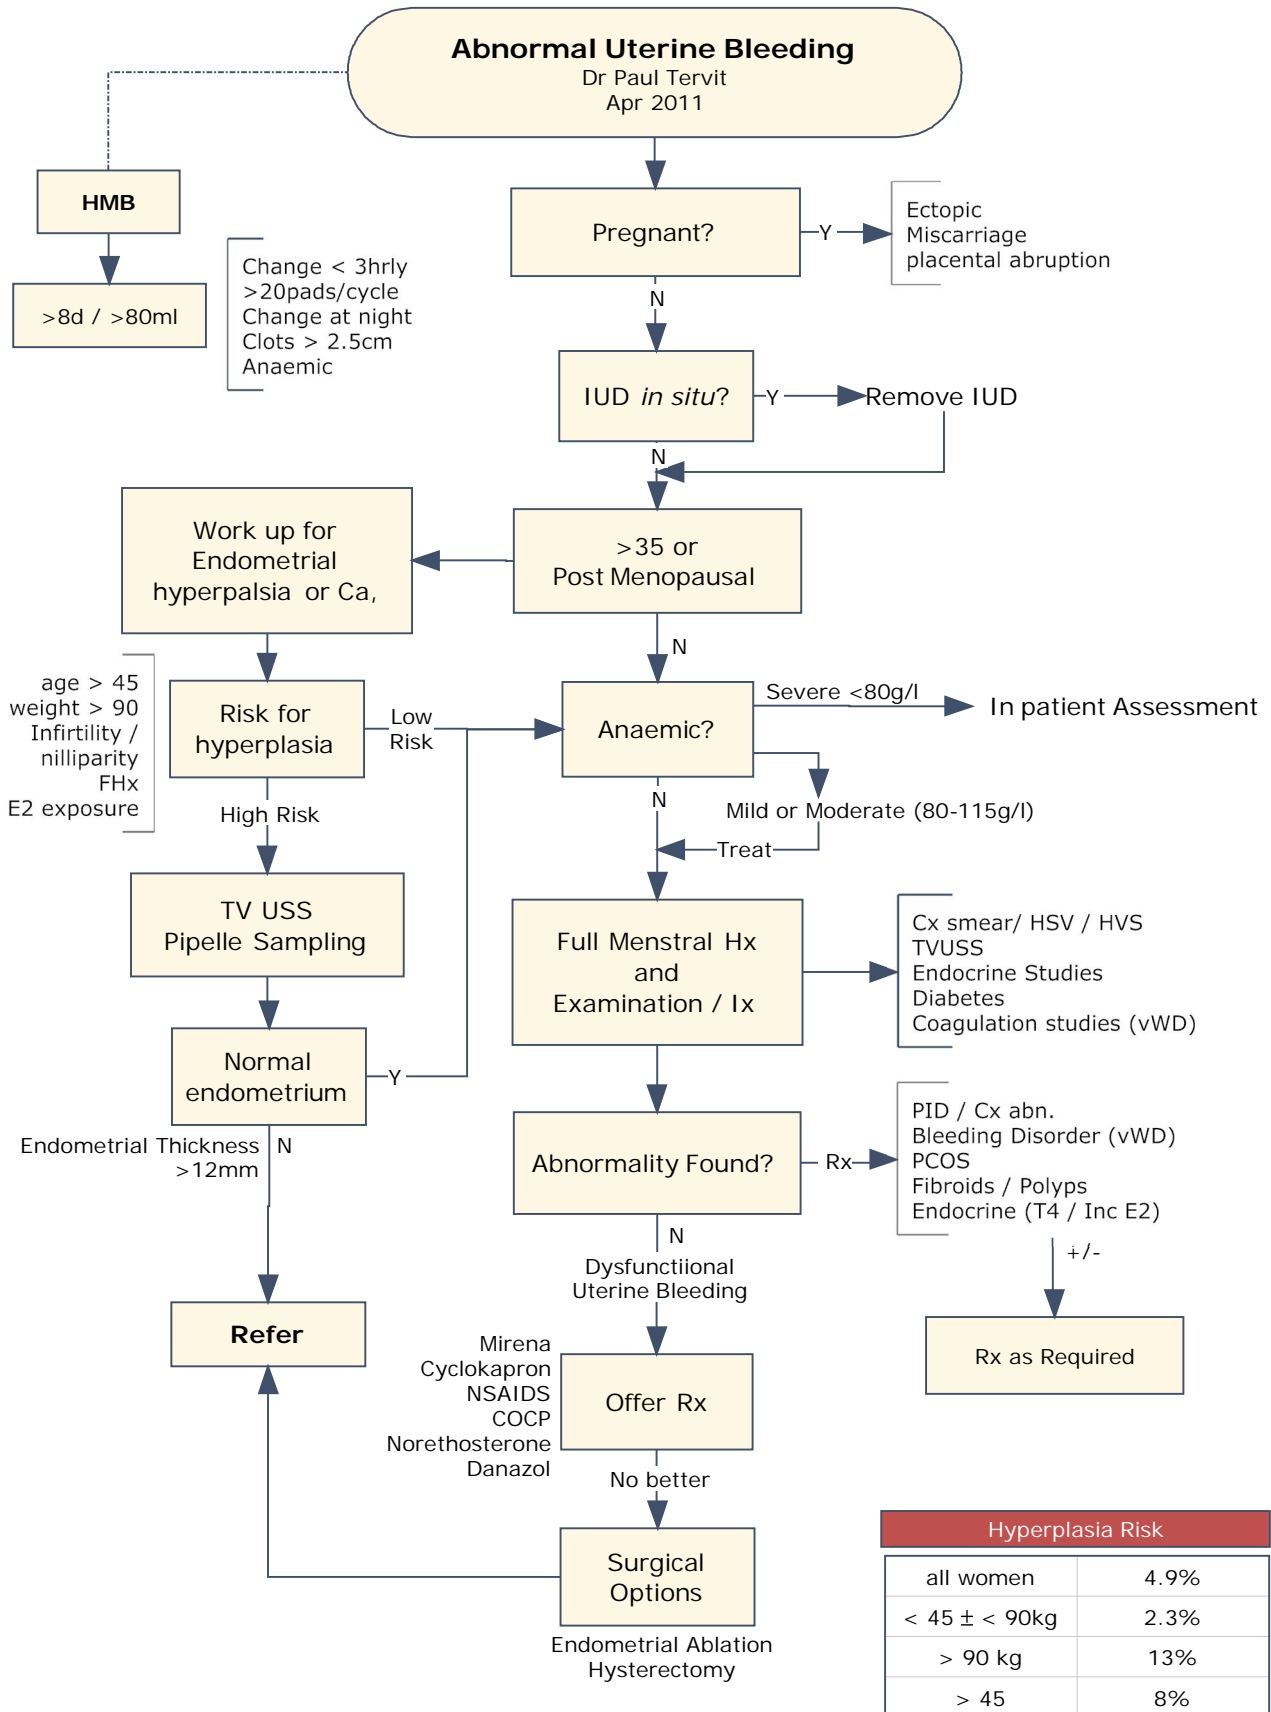 Abnormal Uterine Bleeding
Dr Paul Tervit
Apr 2011
HMB
>8d / >80ml
Change < 3hrly
>20pads/cycle
Change at night
Clots > 2.5cm
Anaemic
Pregnant?
Y
Ectopic
Miscarriage
placental abruption
N
IUD in situ?
Y
Remove IUD
N
>35 or
Post Menopausal
Work up for
Endometrial
hyperpalsia or Ca,
N
age > 45
weight > 90
Infirtility /
nilliparity
FHx
E2 exposure
Risk for
hyperplasia
Low
Risk
High Risk
Anaemic?
Severe <80g/l
In patient Assessment
N
Mild or Moderate (80-115g/l)
Treat
TV USS
Pipelle Sampling
Full Menstral Hx
and
Examination / Ix
Cx smear/ HSV / HVS
TVUSS
Endocrine Studies
Diabetes
Coagulation studies (vWD)
Normal
endometrium
Y
Endometrial Thickness
>12mm
N
Abnormality Found?
Rx
PID / Cx abn.
Bleeding Disorder (vWD)
PCOS
Fibroids / Polyps
Endocrine (T4 / Inc E2)
+/-
Rx as Required
N
Dysfunctiional
Uterine Bleeding
Refer
Mirena
Cyclokapron
NSAIDS
COCP
Norethosterone
Danazol
Offer Rx
No better
Surgical
Options
Endometrial Ablation
Hysterectomy
Hyperplasia Risk
all women 4.9%
< 45 ± < 90kg 2.3%
> 90 kg 13%
> 45 8%